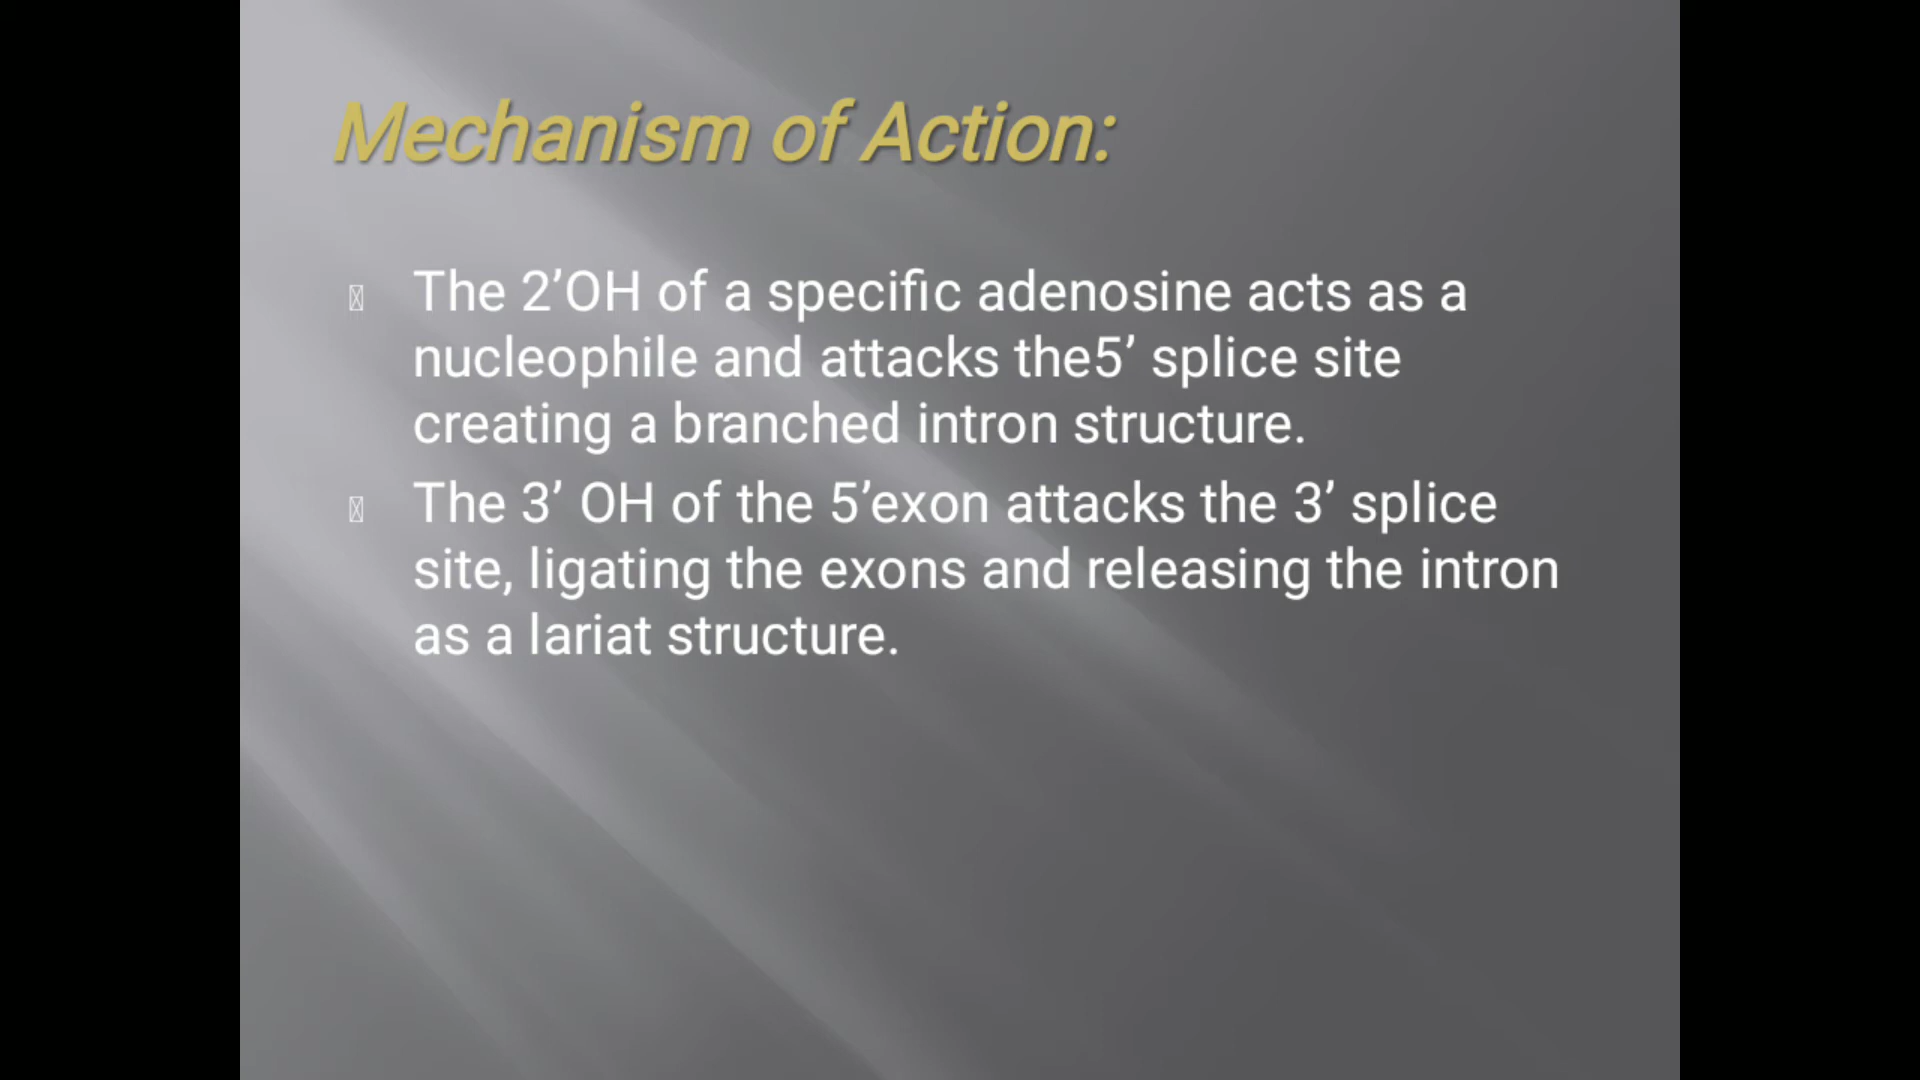 Mechanism of Action:
The 2’OH of a specific adenosine acts as a
nucleophile and attacks the5’ splice site
creating a branched intron structure.
The 3’ OH of the 5’exon attacks the 3’ splice
site, ligating the exons and releasing the intron
as a lariat structure.